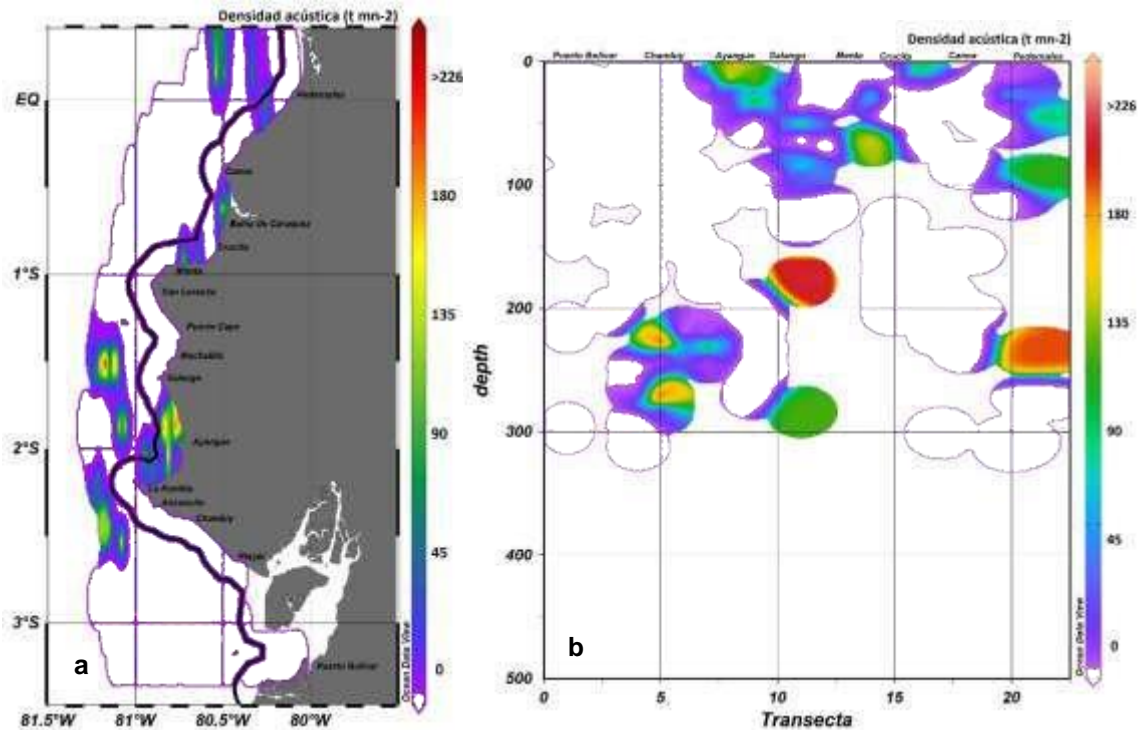 Densidad acústica (t mn-2)
>226
180
135
90
45
0
Ocean Data View
EQ
1°S
2°S
3°S
81.5°W
81°W
80.5°W
80°W
Pedernales
Canoa
Bahía de Caraquez
Crucita
Manta
San Lorenzo
Puerto Cayo
Machalilla
Salango
Ayangue
La Puntilla
Anconcito
Chanduy
Playas
Puerto Bolívar
a
Densidad acústica (t mn-2)
Puerto Bolívar
Chanduy
Ayangue
Salango
Manta
Crucita
Canoa
Pedernales
0
100
200
300
400
500
depth
0
5
10
15
20
Transecta
>226
180
135
90
45
0
Ocean Data View
b